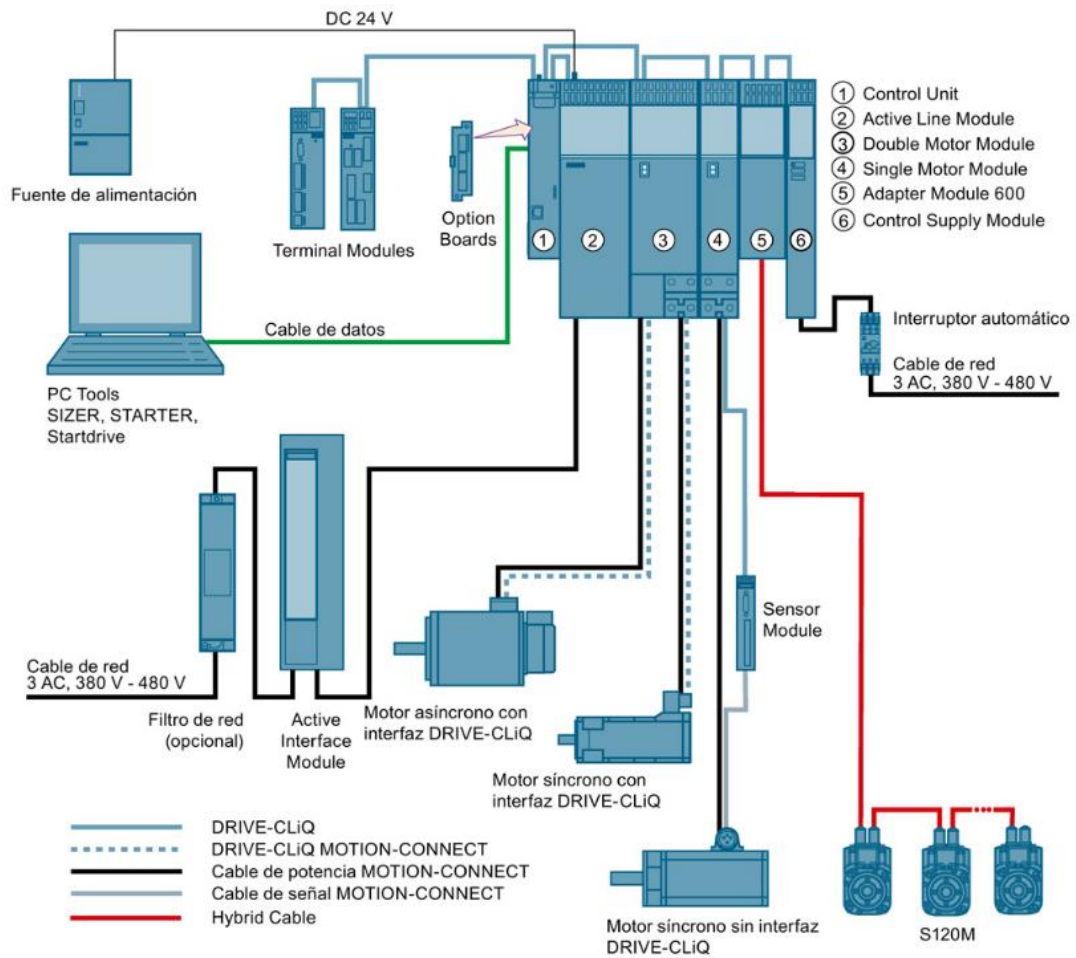 DC 24 V
Fuente de alimentación
Terminal Modules
Option
Boards
1 2 3 4 5 6
① Control Unit
② Active Line Module
③ Double Motor Module
④ Single Motor Module
⑤ Adapter Module 600
⑥ Control Supply Module
Cable de datos
PC Tools
SIZER, STARTER,
Startdrive
Interruptor automático
Cable de red
3 AC, 380 V - 480 V
Sensor
Module
Cable de red
3 AC, 380 V - 480 V
Filtro de red
(opcional)
Active
Interface
Module
Motor asíncrono con
interfaz DRIVE-CLiQ
Motor síncrono con
interfaz DRIVE-CLiQ
Motor síncrono sin interfaz
DRIVE-CLiQ
S120M
DRIVE-CLiQ
DRIVE-CLiQ MOTION-CONNECT
Cable de potencia MOTION-CONNECT
Cable de señal MOTION-CONNECT
Hybrid Cable